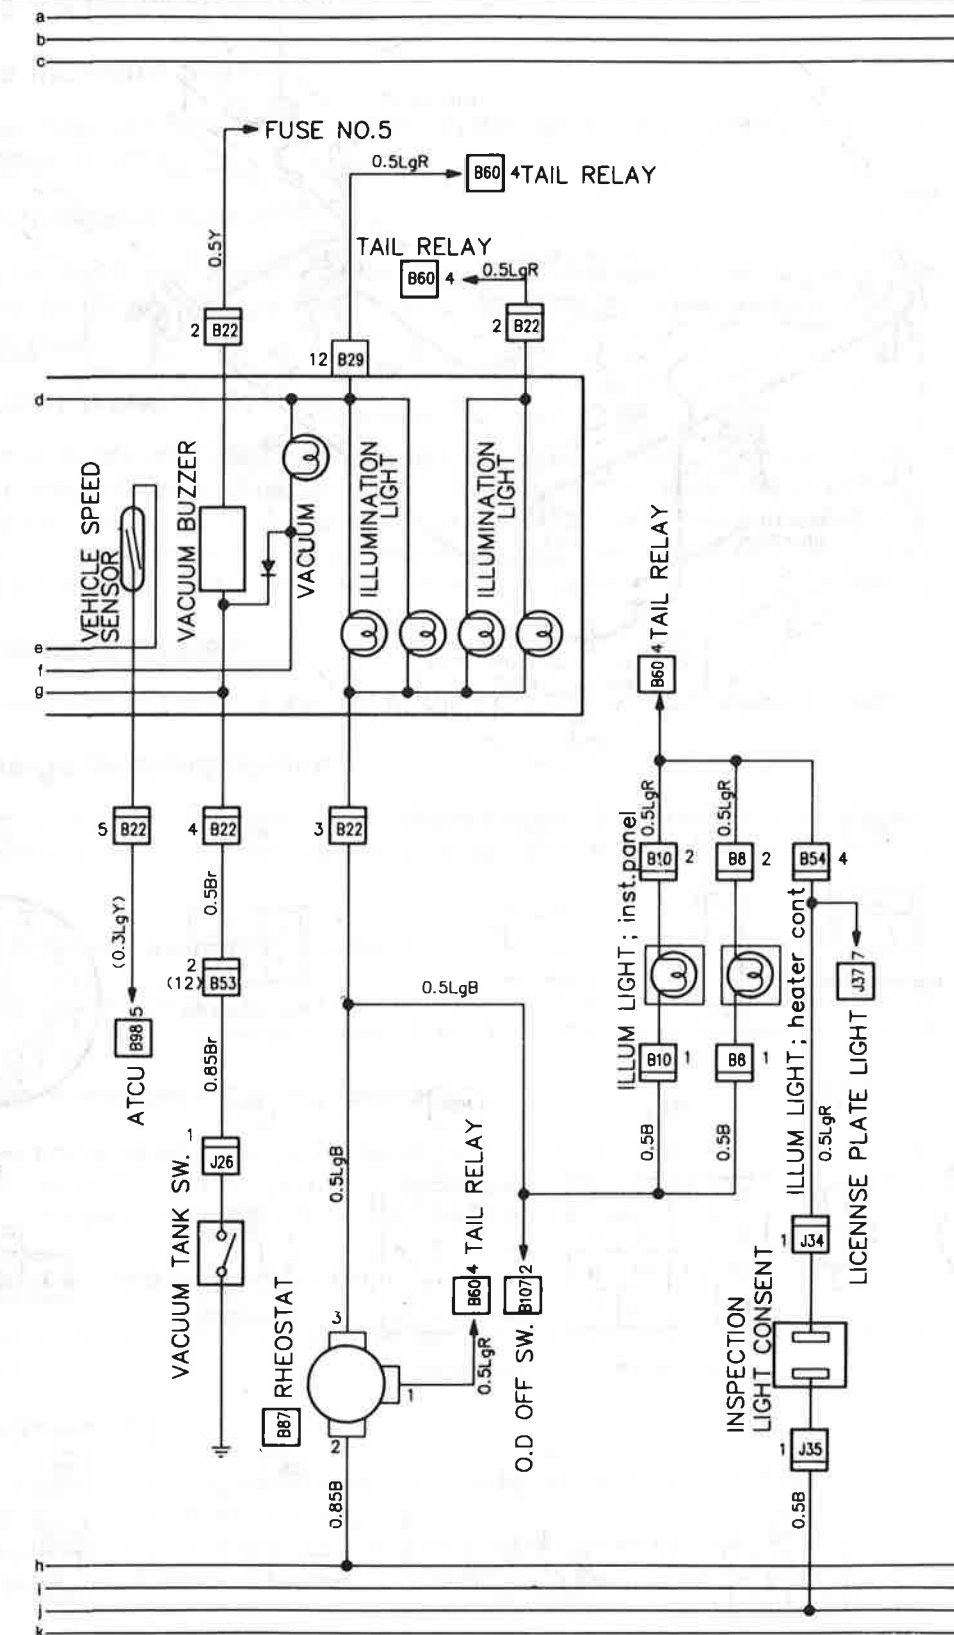 a
b
c
FUSE NO.5
0.5LgR
B60 4 TAIL RELAY
0.5Y
TAIL RELAY
B60 4
0.5LgR
2 B22
2 B22
12 B29
d
VEHICLE SPEED
SENSOR
VACUUM BUZZER
VACUUM
ILLUMINATION
LIGHT
ILLUMINATION
LIGHT
e
f
g
B60 4 TAIL RELAY
5 B22
4 B22
3 B22
0.5LgR
0.5LgR
B10 2
B8 2
B54 4
(0.3LgY)
0.5Br
2
(12) B53
0.5LgB
ILLUM LIGHT; inst.panel
ILLUM LIGHT; heater cont
J37 7
LICENNSE PLATE LIGHT
B98 5
ATCU
0.85Br
B10 1
B8 1
0.5B
0.5B
0.5LgR
1
J26
VACUUM TANK SW.
0.5LgB
B60 4 TAIL RELAY
B107 2
O.D OFF SW.
1 J34
INSPECTION
LIGHT CONSENT
B87 RHEOSTAT
3
1
2
0.5LgR
1 J35
0.85B
0.5B
h
i
j
k